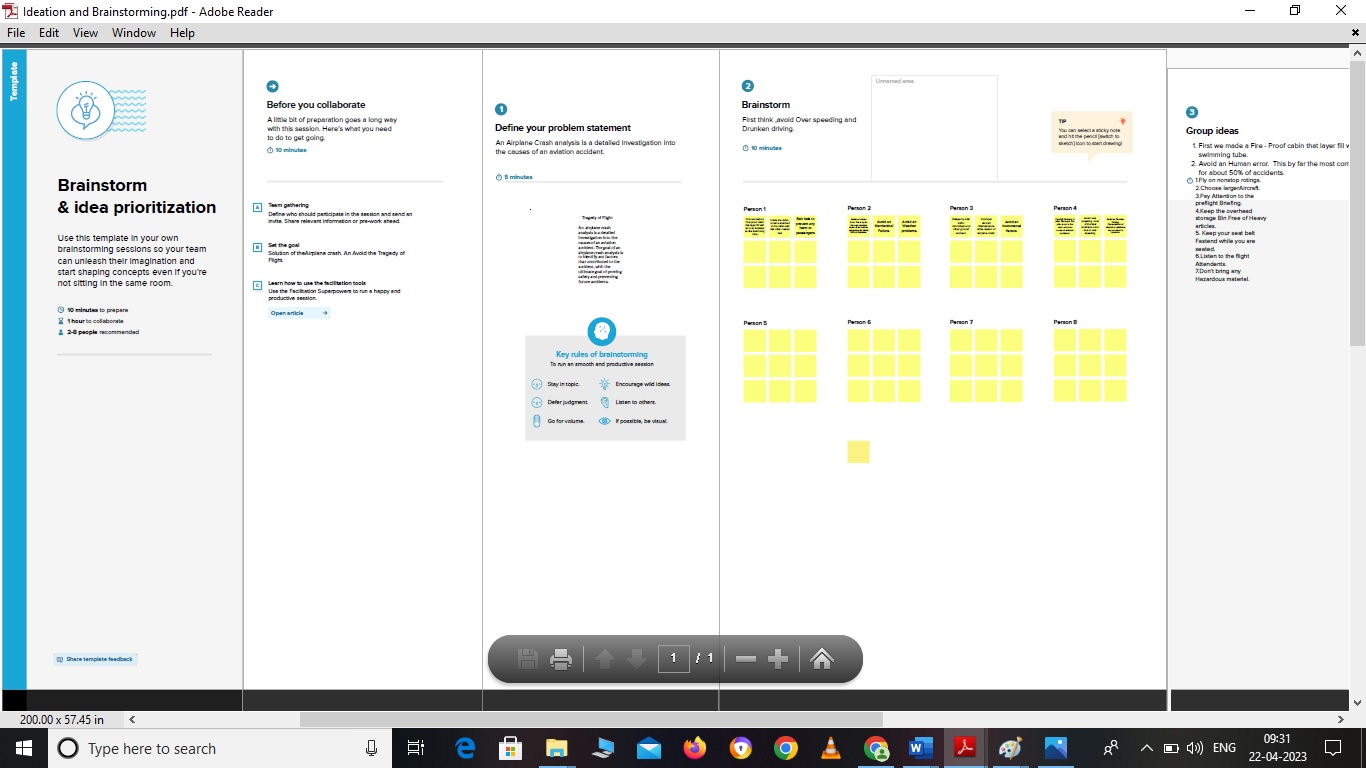 Ideation and Brainstorming.pdf - Adobe Reader
File Edit View Window Help
Template
Brainstorm
& idea prioritization
Use this template in your own
brainstorming sessions so your team
can unleash their imagination and
start shaping concepts even if you're
not sitting in the same room.
10 minutes to prepare
1 hour to collaborate
2-8 people recommended
Share template feedback
Before you collaborate
A little bit of preparation goes a long way
with this session. Here's what you need
to do to get going.
10 minutes
A
Team gathering
Define who should participate in the session and send an
invite. Share relevant information or pre-work ahead.
B
Set the goal
Solution of theAirplane crash. An Avoid the Tragedy of
Flight.
C
Learn how to use the facilitation tools
Use the Facilitation Superpowers to run a happy and
productive session.
Open article
1
Define your problem statement
An Airplane Crash analysis is a detailed investigation into
the causes of an aviation accident.
5 minutes
Tragety of Flight
An airplane crash
analysis is a detailed
investigation into the
causes of an aviation
accident. The goal of an
airplane crash analysis is
to identify ant factors
that contributed to the
accident, with the
ultimate goal of proving
safety and preventing
future accidents.
Key rules of brainstorming
To run an smooth and productive session
Stay in topic. Encourage wild ideas.
Defer judgment. Listen to others.
Go for volume. If possible, be visual.
2
Brainstorm
First think ,avoid Over speeding and
Drunken driving.
10 minutes
Unnamed area
TIP
You can select a sticky note
and hit the pencil [switch to
sketch] icon to start drawing!
Person 1 Person 2 Person 3 Person 4
Avoid an
Mechanical
Failure.
Avoid an
Weather
problems
Person 5 Person 6 Person 7 Person 8
3
Group ideas
1. First we made a Fire - Proof cabin that layer fill w
swimming tube.
2. Avoid an Human error. This by far the most com
for about 50% of accidents.
1.Fly on nonstop rotings.
2.Choose largerAircraft.
3.Pay Attention to the
preflight Briefing.
4.Keep the overhead
storage Bin Free of Heavy
articles.
5. Keep your seat belt
Fastend while you are
seated.
6.Listen to the flight
Attendents.
7.Don't bring any
Hazardous material.
1 / 1
200.00 x 57.45 in
Type here to search
ENG
09:31
22-04-2023